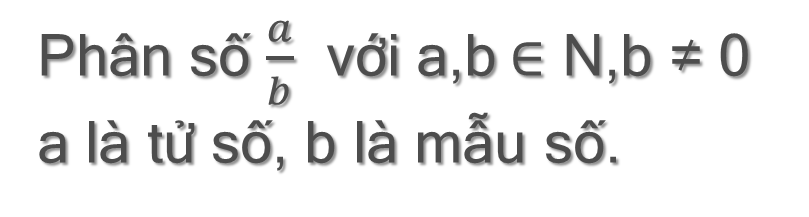 Phân số a/b với a,b ∈ N,b ≠ 0
a là tử số, b là mẫu số.